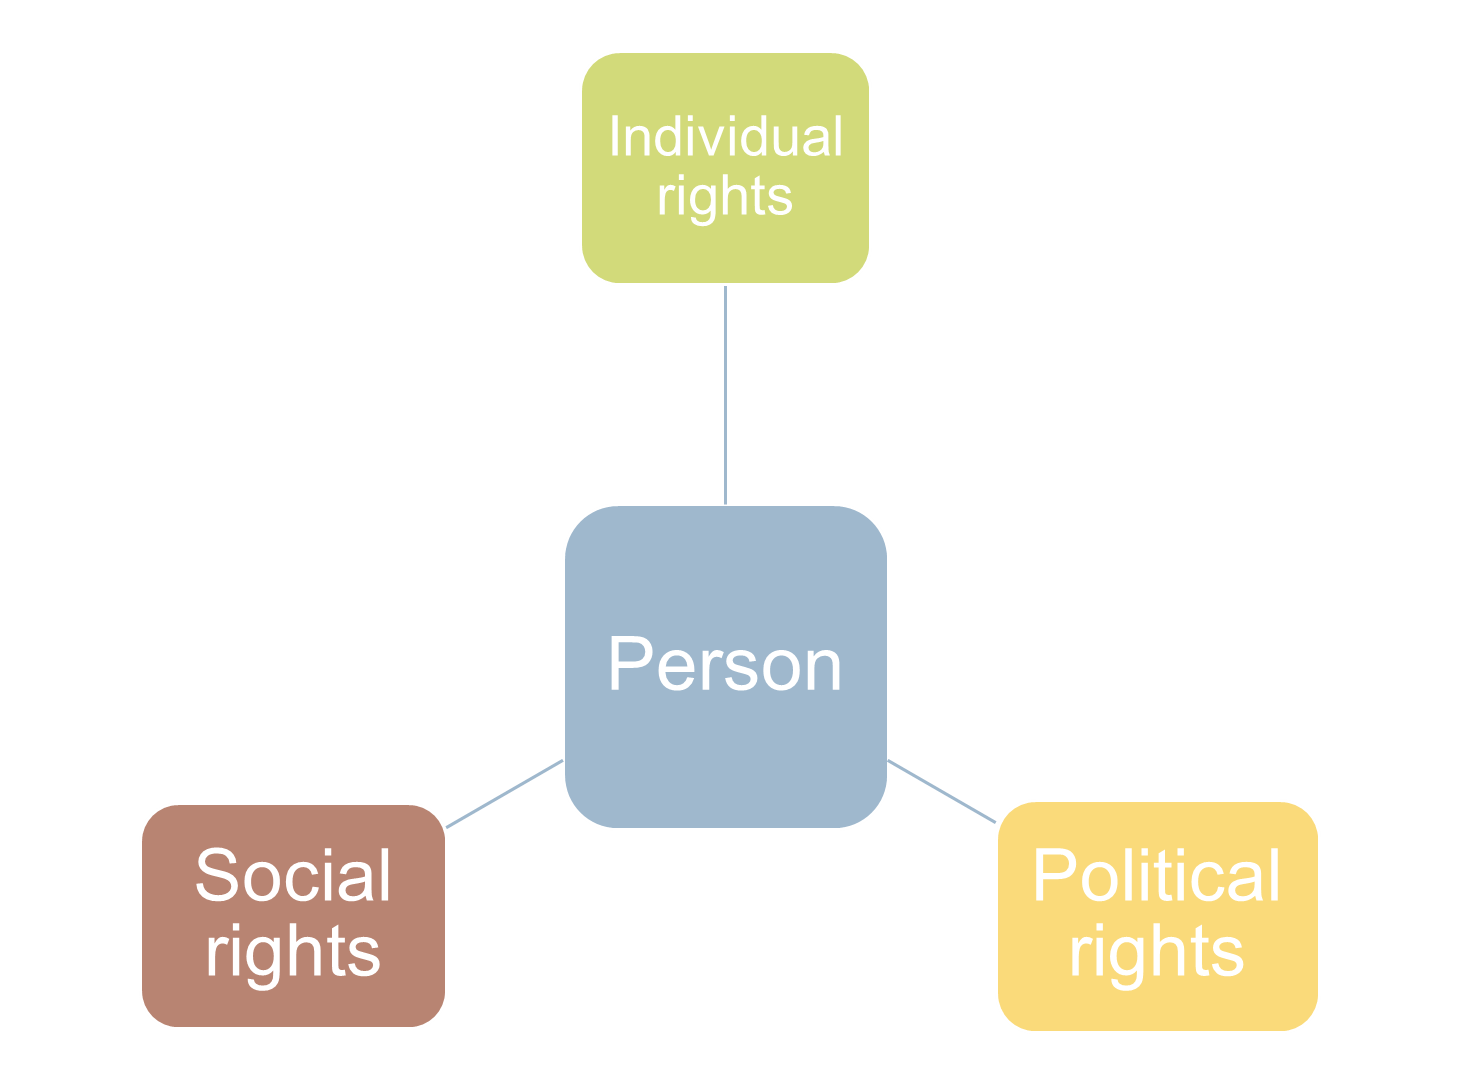 Individual
rights
Person
Social
rights
Political
rights